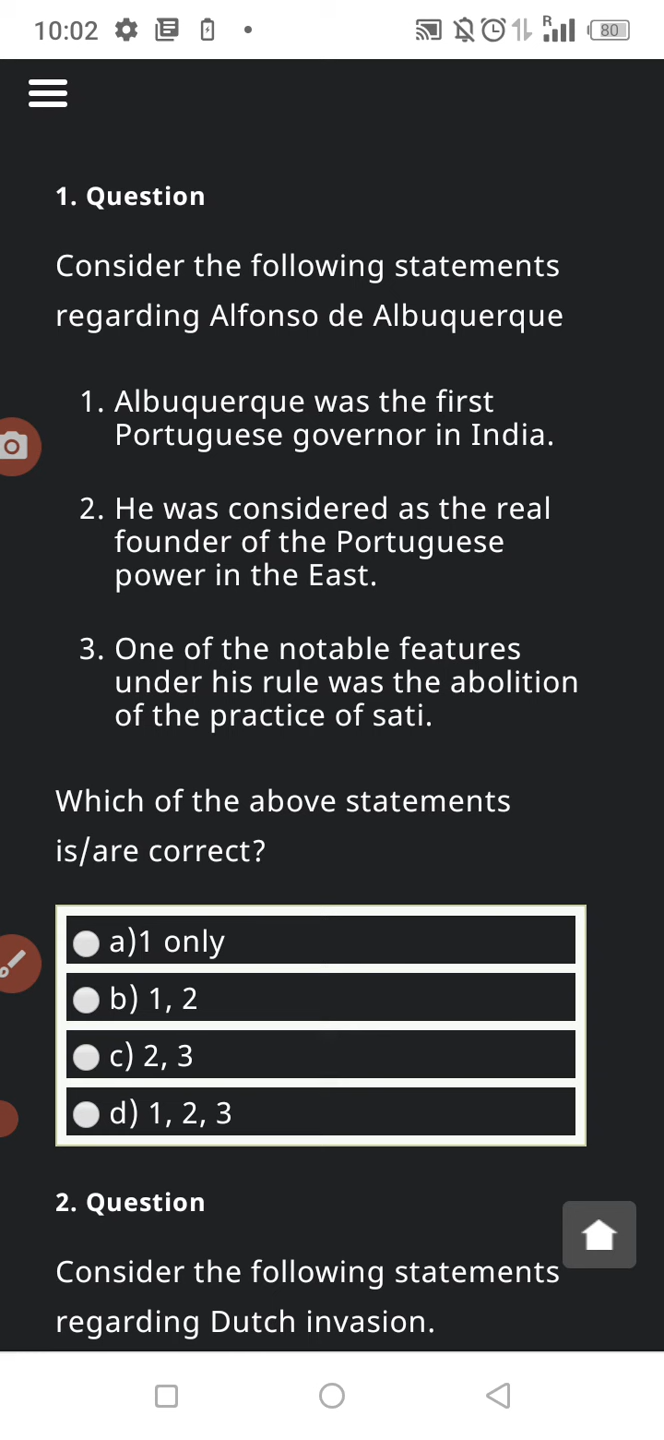 10:02
R
80
1. Question
Consider the following statements
regarding Alfonso de Albuquerque
1. Albuquerque was the first
Portuguese governor in India.
2. He was considered as the real
founder of the Portuguese
power in the East.
3. One of the notable features
under his rule was the abolition
of the practice of sati.
Which of the above statements
is/are correct?
a)1 only
b) 1, 2
c) 2, 3
d) 1, 2, 3
2. Question
Consider the following statements
regarding Dutch invasion.